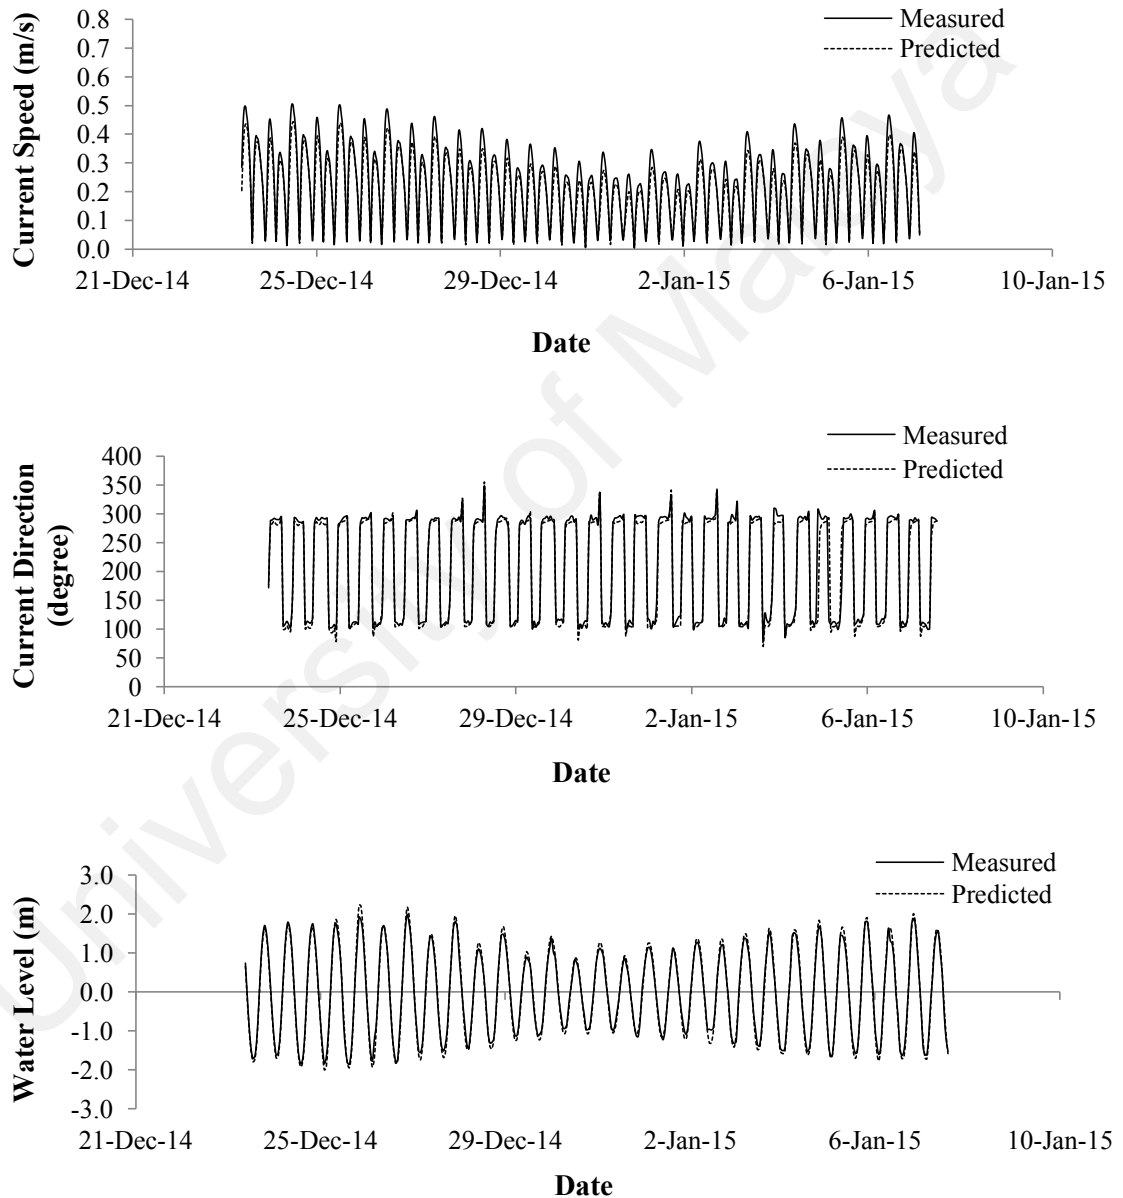 Current Speed (m/s)
0.8
0.7
0.6
0.5
0.4
0.3
0.2
0.1
0.0
Measured
Predicted
21-Dec-14 25-Dec-14 29-Dec-14 2-Jan-15 6-Jan-15 10-Jan-15
Date
Current Direction
(degree)
400
350
300
250
200
150
100
50
0
Measured
Predicted
21-Dec-14 25-Dec-14 29-Dec-14 2-Jan-15 6-Jan-15 10-Jan-15
Date
Water Level (m)
3.0
2.0
1.0
0.0
-1.0
-2.0
-3.0
Measured
Predicted
21-Dec-14 25-Dec-14 29-Dec-14 2-Jan-15 6-Jan-15 10-Jan-15
Date
University of Malaya